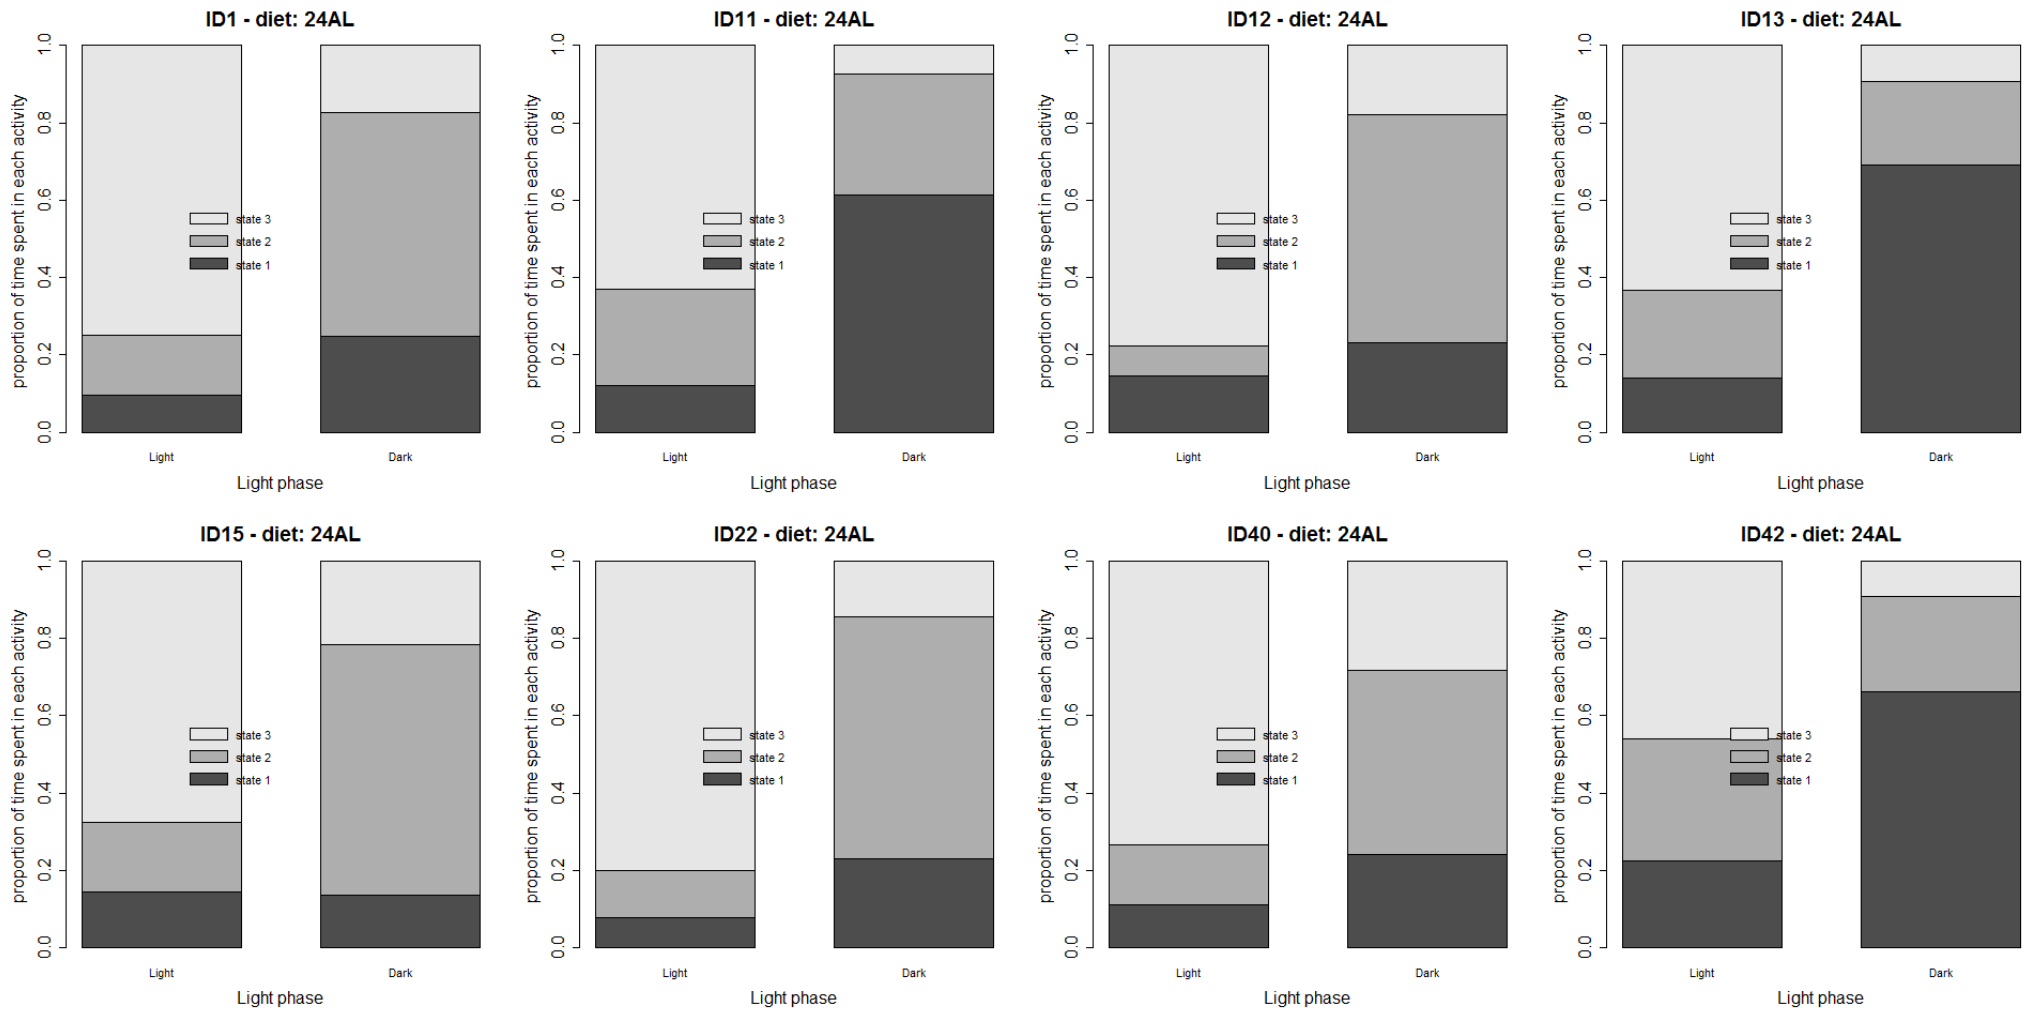 ID1 - diet: 24AL
proportion of time spent in each activity
1.0
0.8
0.6
0.4
0.2
0.0
state 3
state 2
state 1
Light
Dark
Light phase
ID11 - diet: 24AL
proportion of time spent in each activity
1.0
0.8
0.6
0.4
0.2
0.0
state 3
state 2
state 1
Light
Dark
Light phase
ID12 - diet: 24AL
proportion of time spent in each activity
1.0
0.8
0.6
0.4
0.2
0.0
state 3
state 2
state 1
Light
Dark
Light phase
ID13 - diet: 24AL
proportion of time spent in each activity
1.0
0.8
0.6
0.4
0.2
0.0
state 3
state 2
state 1
Light
Dark
Light phase
ID15 - diet: 24AL
proportion of time spent in each activity
1.0
0.8
0.6
0.4
0.2
0.0
state 3
state 2
state 1
Light
Dark
Light phase
ID22 - diet: 24AL
proportion of time spent in each activity
1.0
0.8
0.6
0.4
0.2
0.0
state 3
state 2
state 1
Light
Dark
Light phase
ID40 - diet: 24AL
proportion of time spent in each activity
1.0
0.8
0.6
0.4
0.2
0.0
state 3
state 2
state 1
Light
Dark
Light phase
ID42 - diet: 24AL
proportion of time spent in each activity
1.0
0.8
0.6
0.4
0.2
0.0
state 3
state 2
state 1
Light
Dark
Light phase